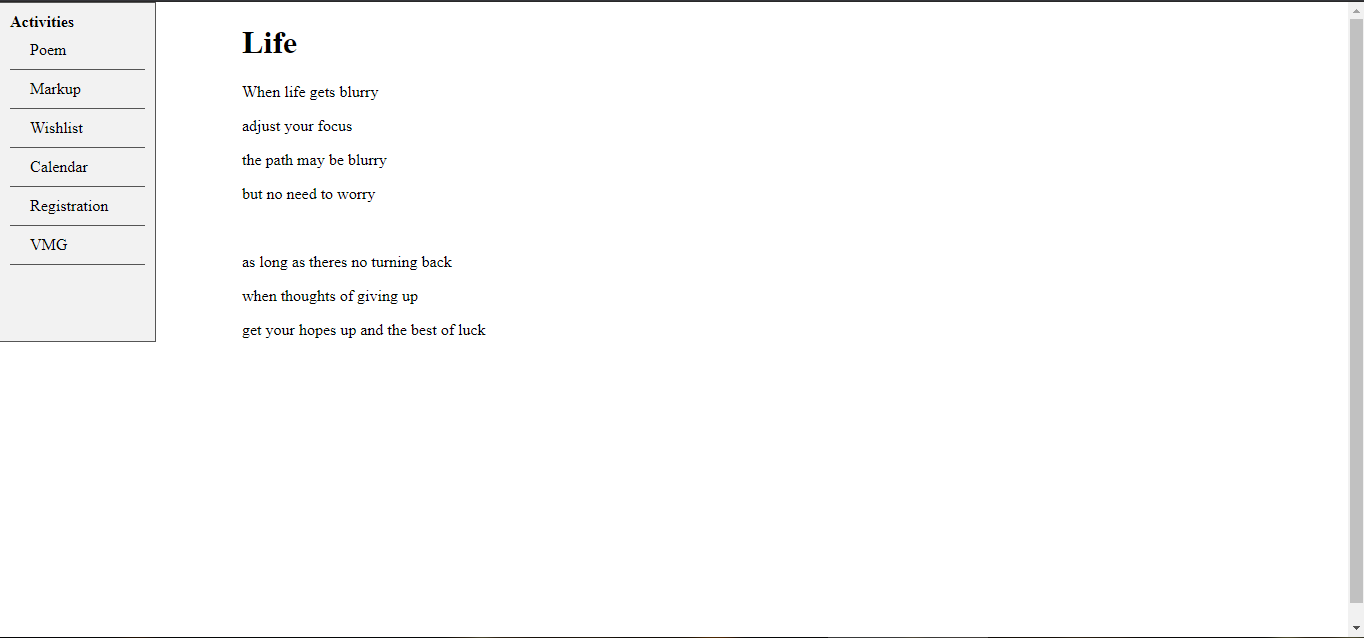 Activities
Poem
Markup
Wishlist
Calendar
Registration
VMG
Life
When life gets blurry
adjust your focus
the path may be blurry
but no need to worry
as long as theres no turning back
when thoughts of giving up
get your hopes up and the best of luck